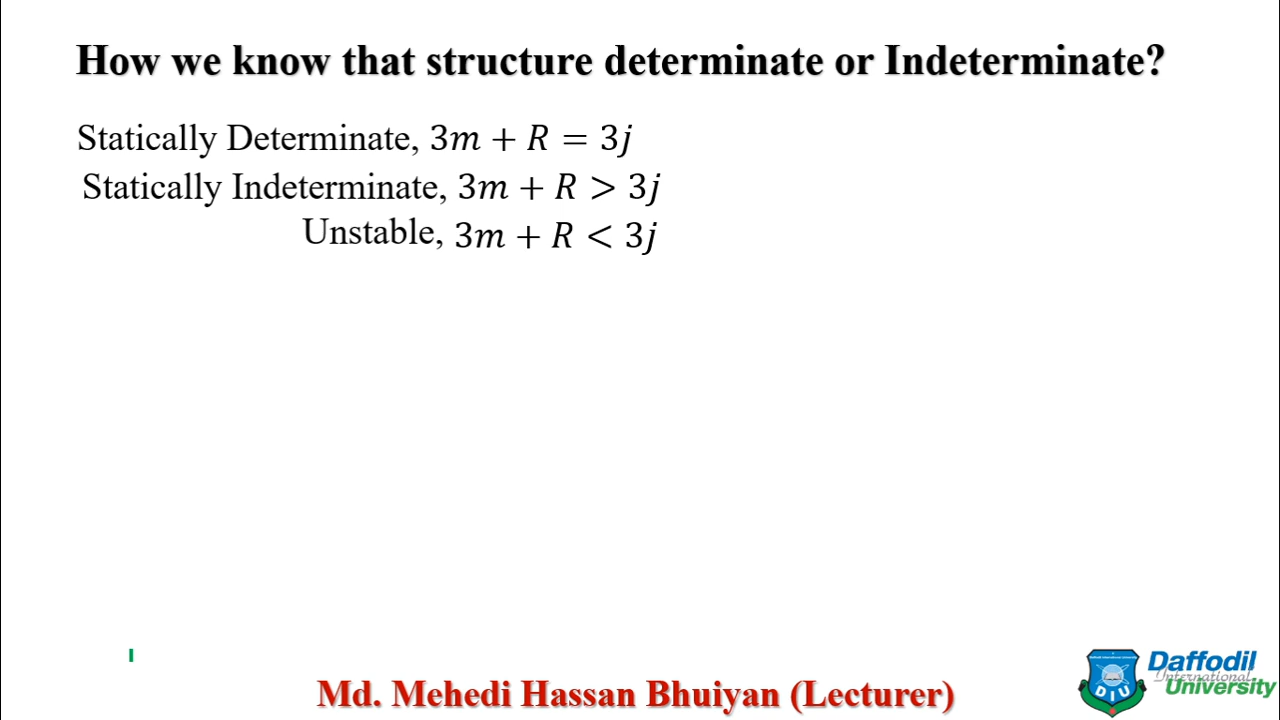 How we know that structure determinate or Indeterminate?
Statically Determinate, 3m + R = 3j
Statically Indeterminate, 3m + R > 3j
Unstable, 3m + R < 3j
Md. Mehedi Hassan Bhuiyan (Lecturer)
DIU
Daffodil
International
University